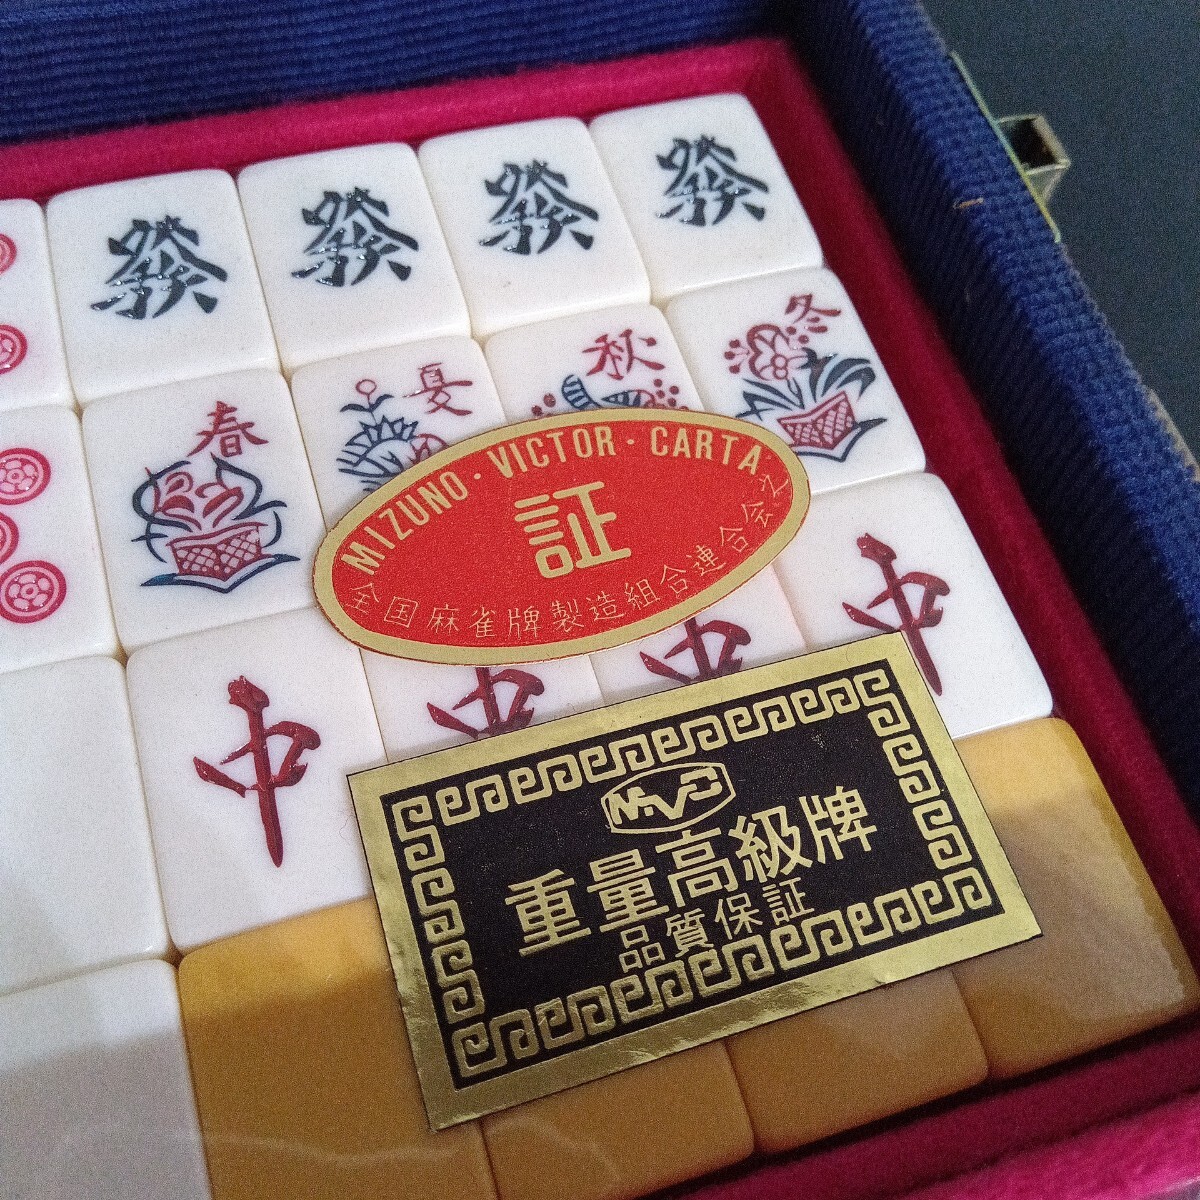 發 發 發 發
春 夏 秋 冬
MIZUNO・VICTOR・CARTA
証
全国麻雀牌製造組合連合会之
中 中 中 中
M.V.C
重量高級牌
品質保証